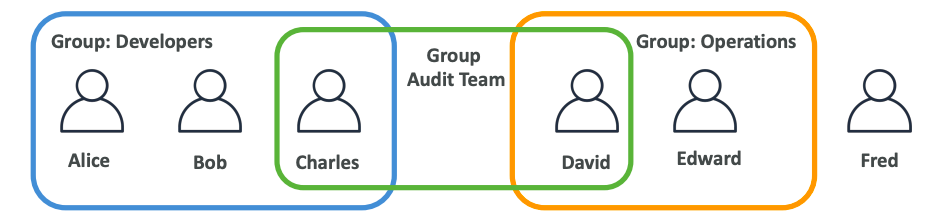 Group: Developers
Group
Audit Team
Group: Operations
Alice
Bob
Charles
David
Edward
Fred